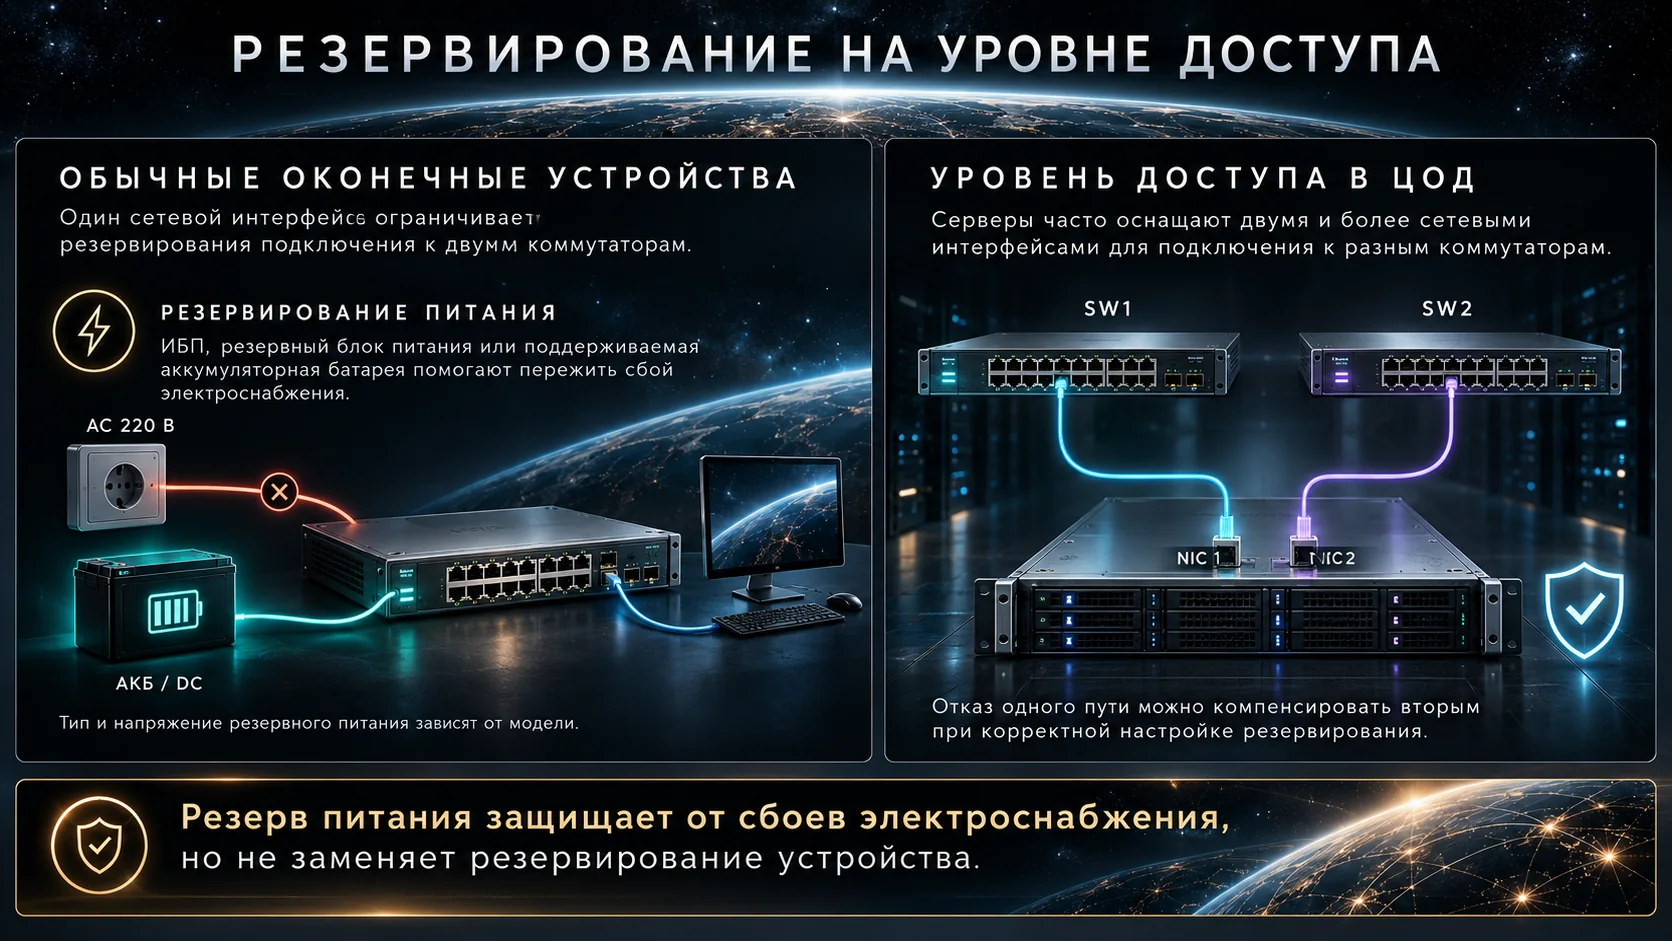 РЕЗЕРВИРОВАНИЕ НА УРОВНЕ ДОСТУПА
ОБЫЧНЫЕ ОКОНЕЧНЫЕ УСТРОЙСТВА
Один сетевой интерфейс ограничивает
резервирования подключения к двумм коммутаторам.
РЕЗЕРВИРОВАНИЕ ПИТАНИЯ
ИБП, резервный блок питания или поддерживаемая
аккумуляторная батарея помогают пережить сбой
электроснабжения.
АС 220 В
АКБ / DC
Тип и напряжение резервного питания зависят от модели.
УРОВЕНЬ ДОСТУПА В ЦОД
Серверы часто оснащают двумя и более сетевыми
интерфейсами для подключения к разным коммутаторам.
SW1
SW2
NIC 1
NIC 2
Отказ одного пути можно компенсировать вторым
при корректной настройке резервирования.
Резерв питания защищает от сбоев электроснабжения,
но не заменяет резервирование устройства.